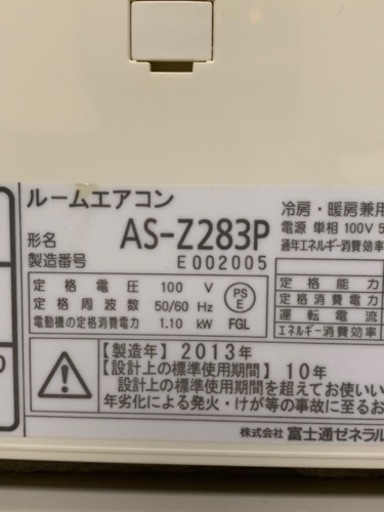 ルームエアコン
冷房・暖房兼用
形名 AS-Z283P
電源 単相 100V
製造番号 E002005
通年エネルギー消費効率
定格電圧 100 V
定格周波数 50/60 Hz
電動機の定格消費電力 1.10 kW
PS
E
FGL
定格能力
定格消費電力
運転電流
エネルギー消費効率
【製造年】2013年
【設計上の標準使用期間】10年
設計上の標準使用期間を超えてお使いい
年劣化による発火・けが等の事故に至るお
株式会社 富士通ゼネラル